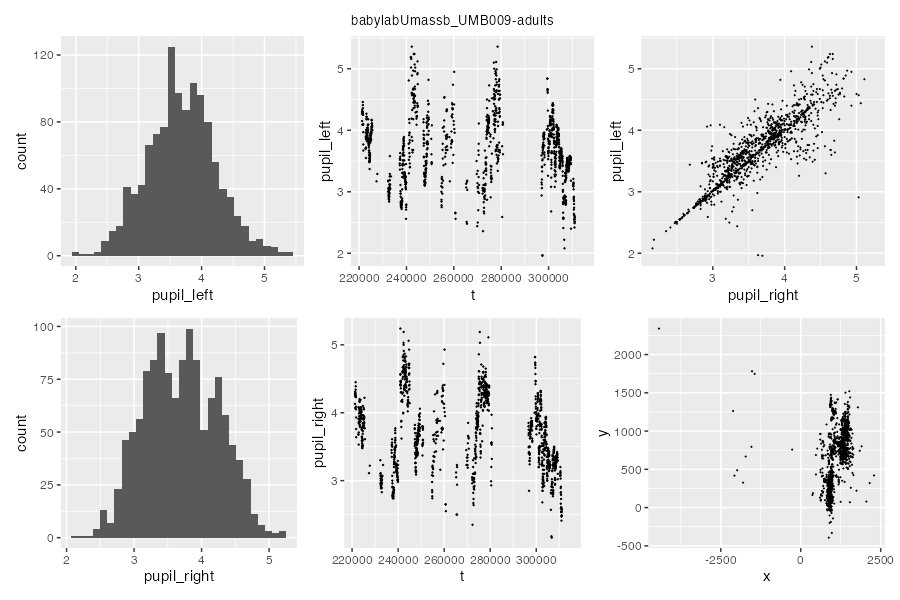 babylabUmassb_UMB009-adults
120
80
40
0
count
2 3 4 5
pupil_left
5
4
3
2
pupil_left
220000 240000 260000 280000 300000
t
5
4
3
2
pupil_left
3 4 5
pupil_right
100
75
50
25
0
count
2 3 4 5
pupil_right
5
4
3
pupil_right
220000 240000 260000 280000 300000
t
2000
1500
1000
500
0
-500
y
-2500 0 2500
x